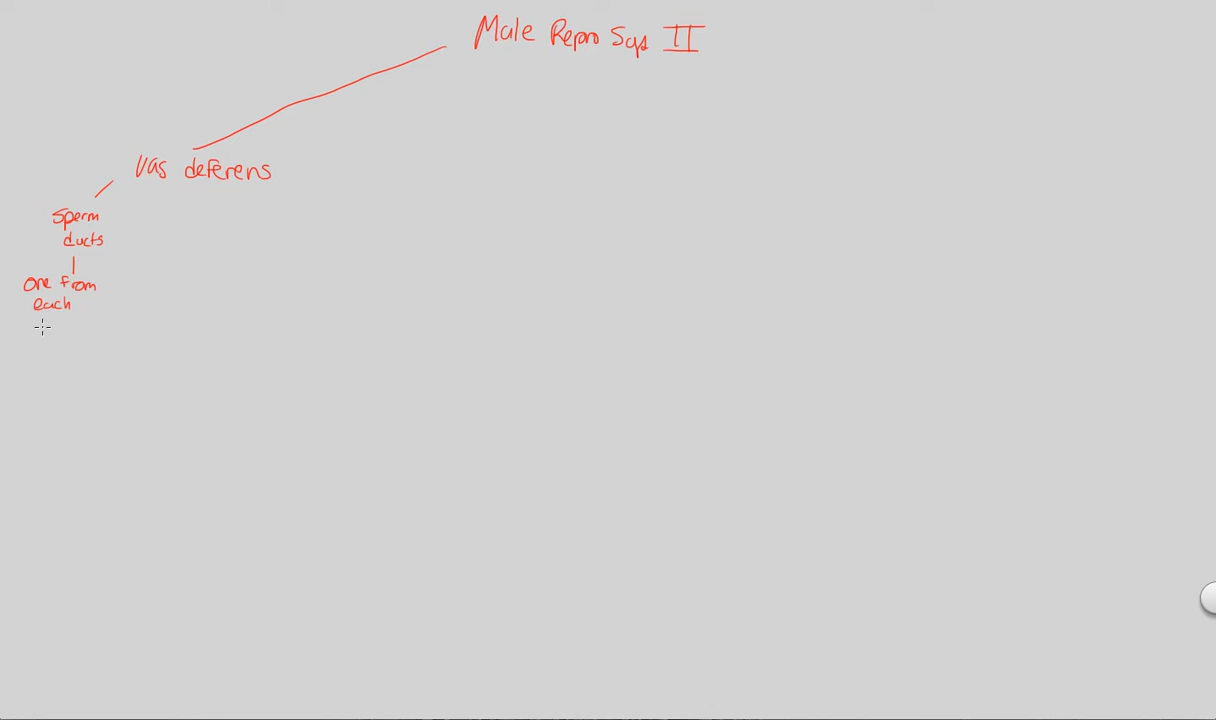 Male Repro Sys II
Vas deferens
Sperm
ducts
one from
each